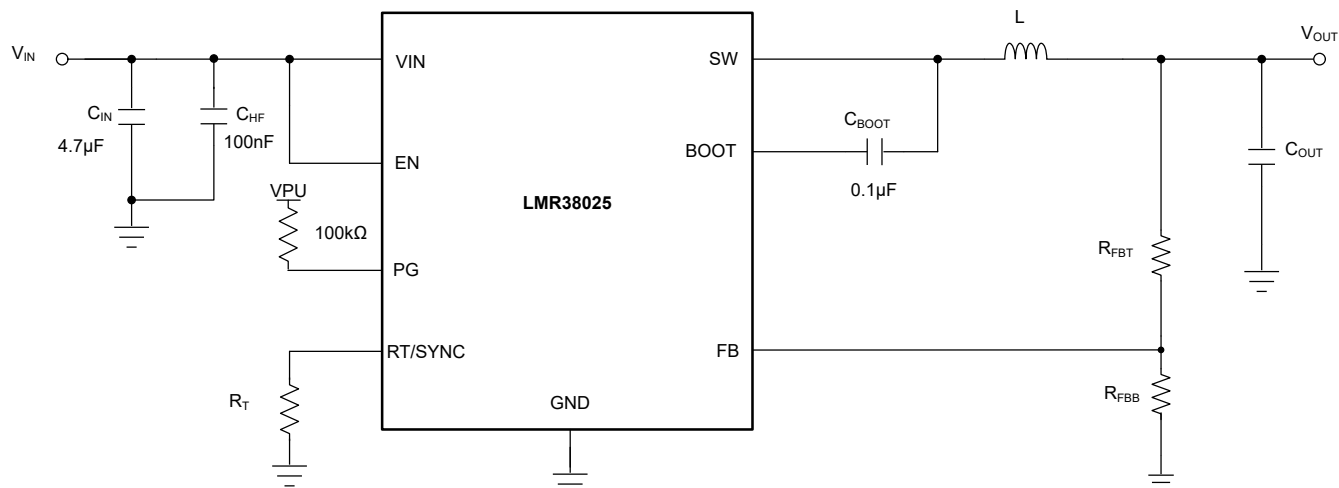 L
V_IN
V_OUT
VIN
SW
C_IN
4.7µF
C_HF
100nF
C_BOOT
0.1µF
BOOT
C_OUT
EN
VPU
100kΩ
LMR38025
PG
R_FBT
RT/SYNC
FB
R_T
GND
R_FBB